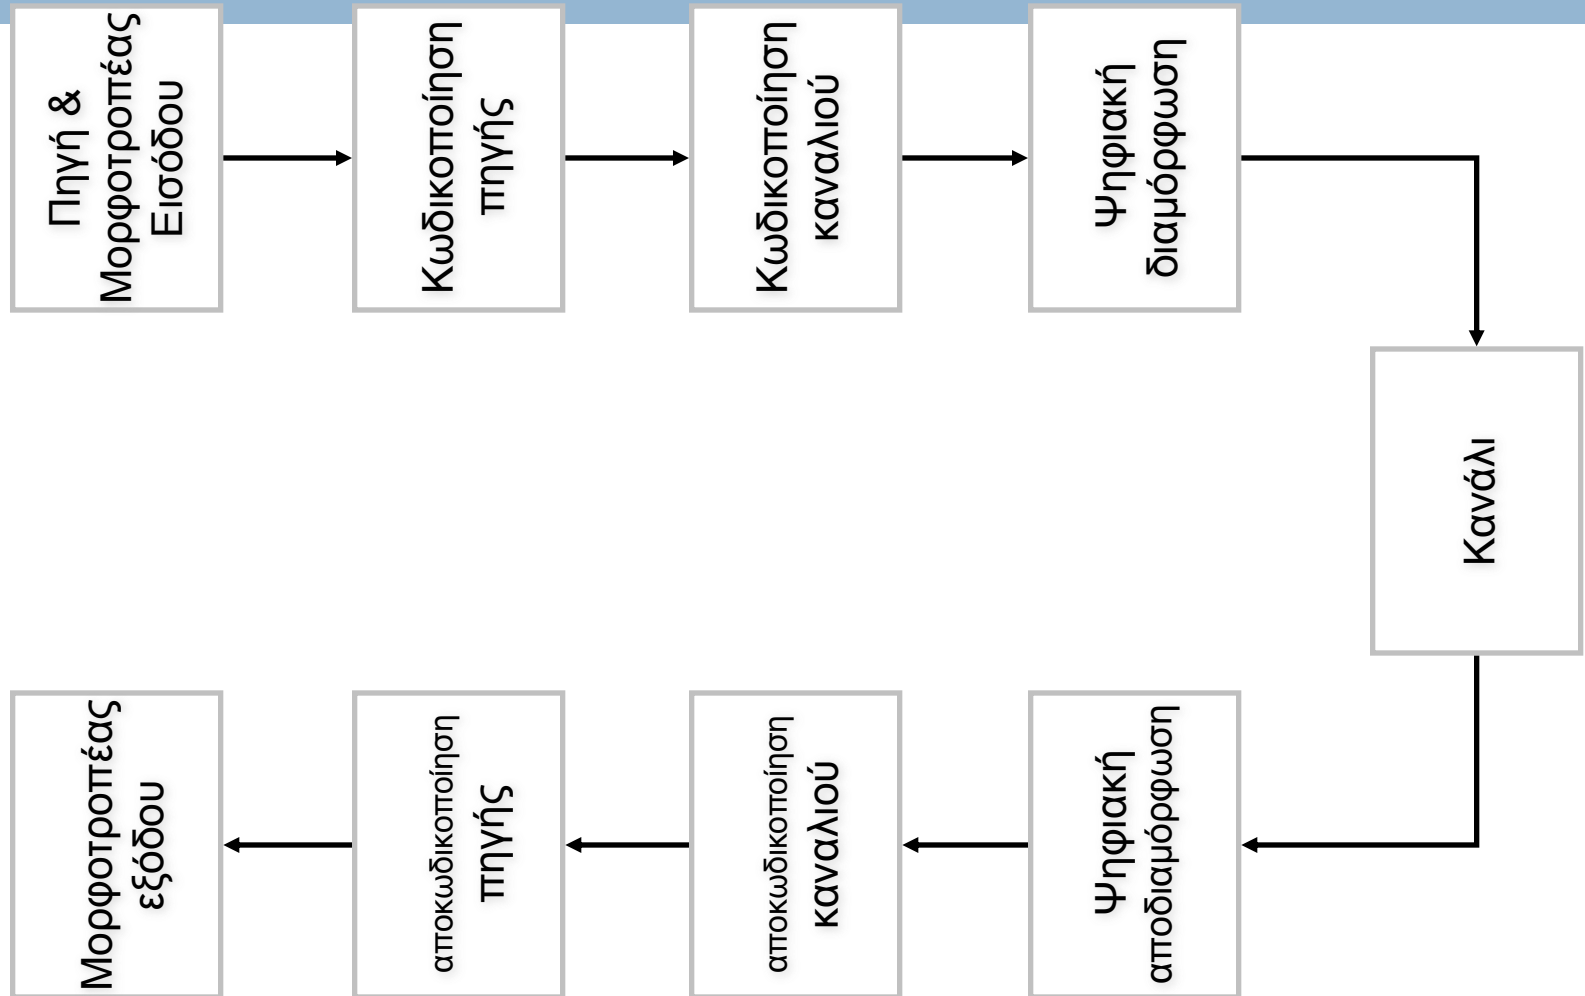 Πηγή &
Μορφοτροπέας
Εισόδου
Κωδικοποίηση
πηγής
Κωδικοποίηση
καναλιού
Ψηφιακή
διαμόρφωση
Κανάλι
Ψηφιακή
αποδιαμόρφωση
αποκωδικοποίηση
καναλιού
αποκωδικοποίηση
πηγής
Μορφοτροπέας
εξόδου